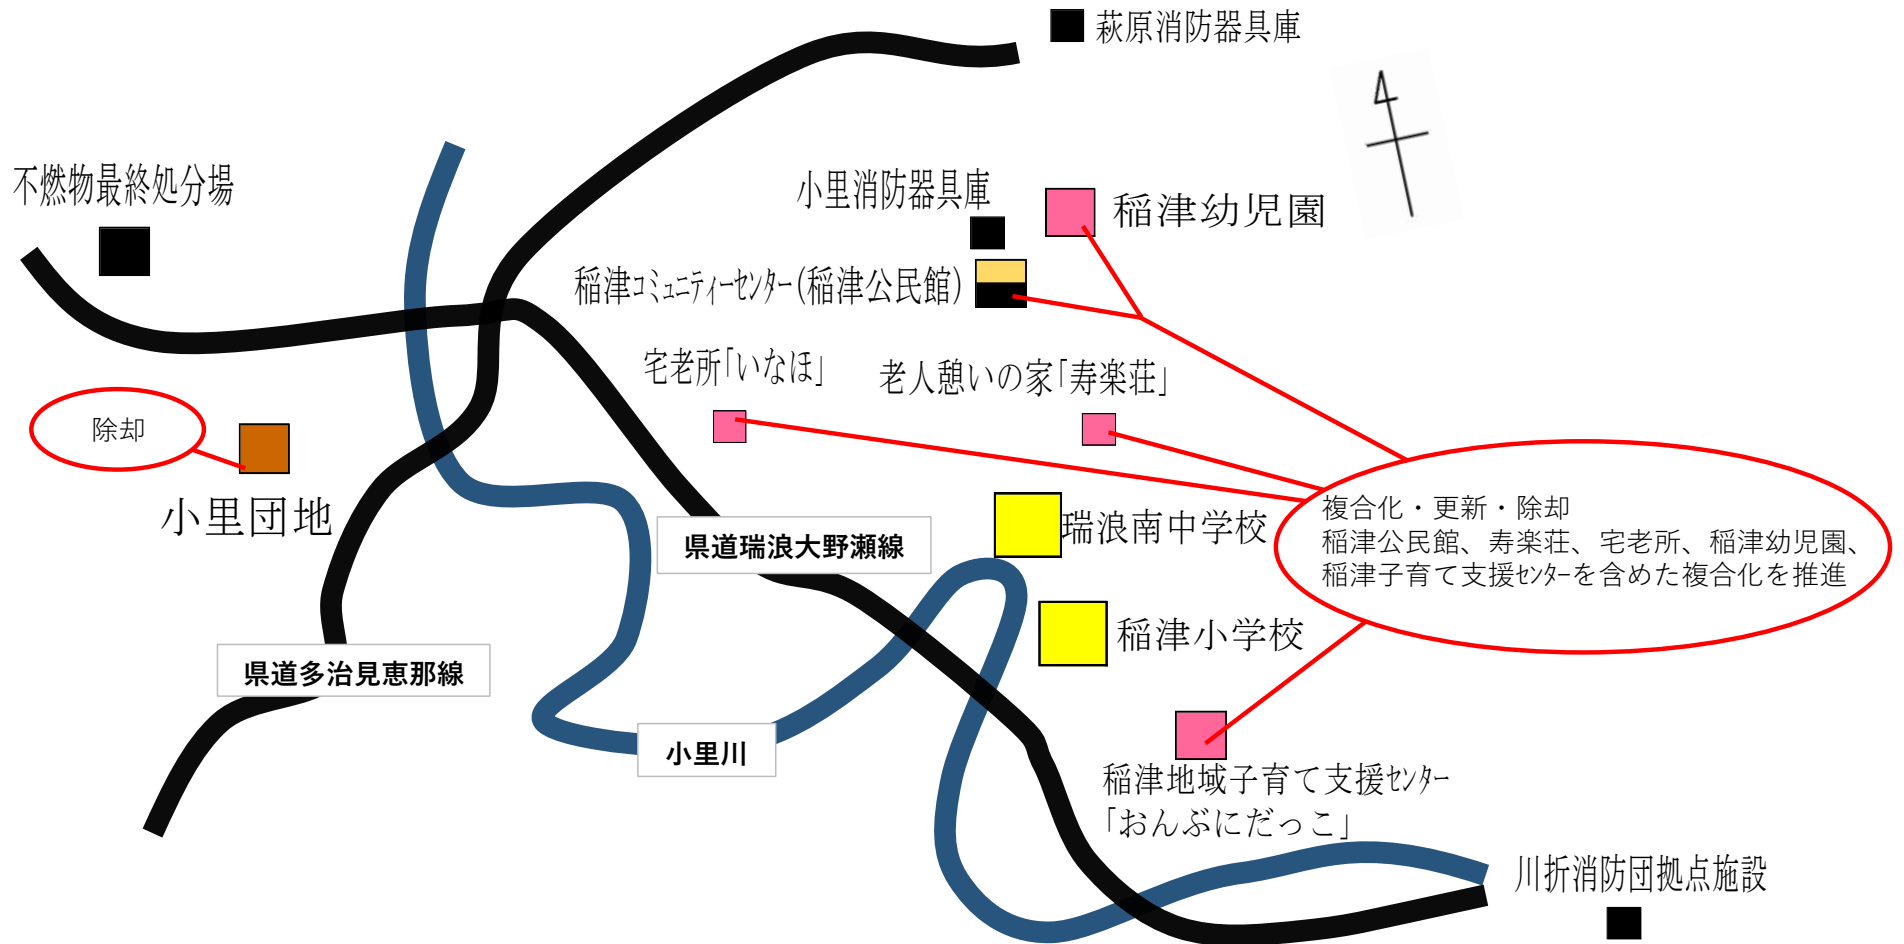 萩原消防器具庫
不燃物最終処分場
小里消防器具庫
稲津幼児園
稲津ｺﾐｭﾆﾃｨｰｾﾝﾀｰ(稲津公民館)
宅老所「いなほ」
老人憩いの家「寿楽荘」
除却
小里団地
複合化・更新・除却
稲津公民館、寿楽荘、宅老所、稲津幼児園、
稲津子育て支援ｾﾝﾀｰを含めた複合化を推進
瑞浪南中学校
県道瑞浪大野瀬線
稲津小学校
県道多治見恵那線
小里川
稲津地域子育て支援ｾﾝﾀｰ
「おんぶにだっこ」
川折消防団拠点施設